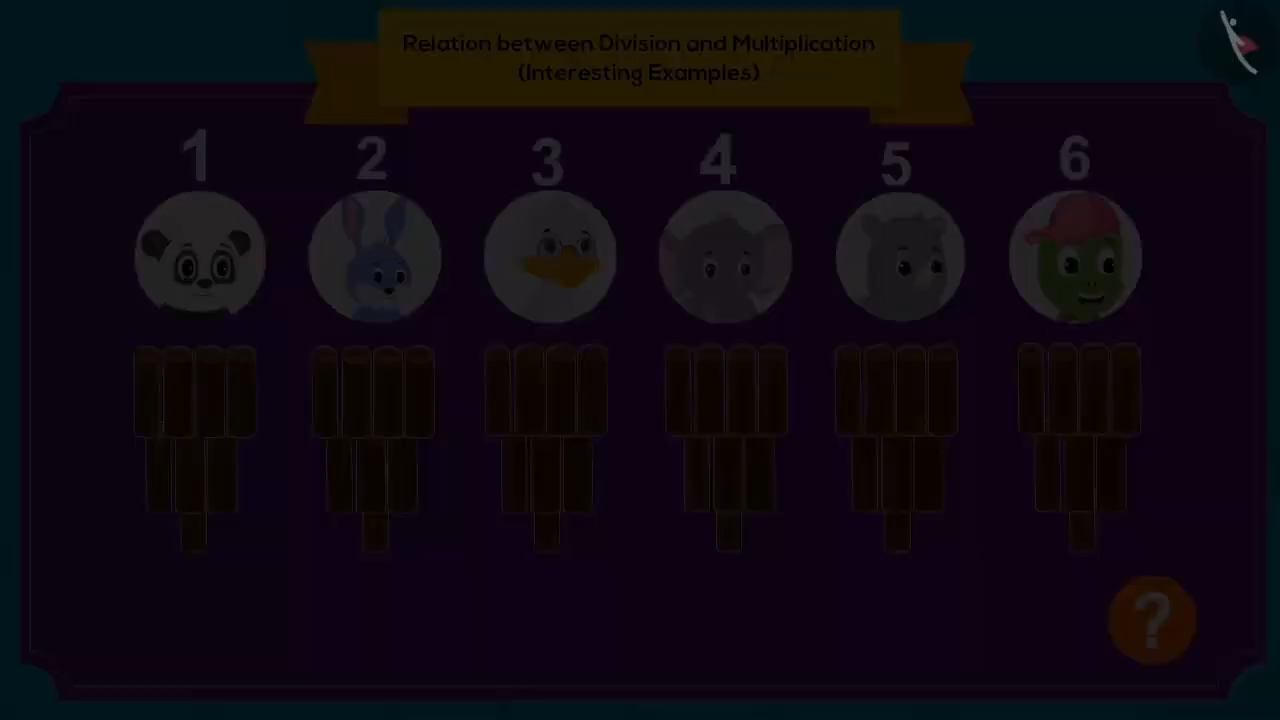 Relation between Division and Multiplication
(Interesting Examples)
1 2 3 4 5 6
?